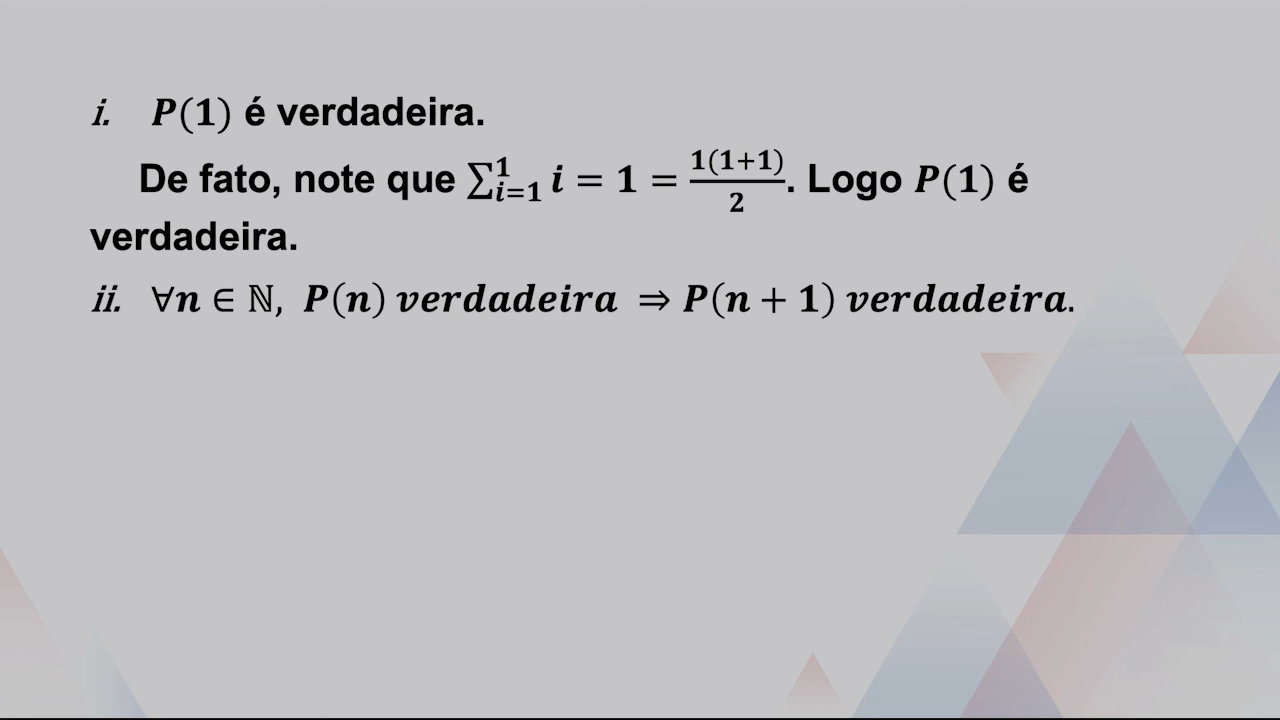 i. P(1) é verdadeira.
De fato, note que ∑_{i=1}^{1} i = 1 = \frac{1(1+1)}{2}. Logo P(1) é
verdadeira.
ii. ∀n ∈ ℕ, P(n) verdadeira ⇒ P(n + 1) verdadeira.